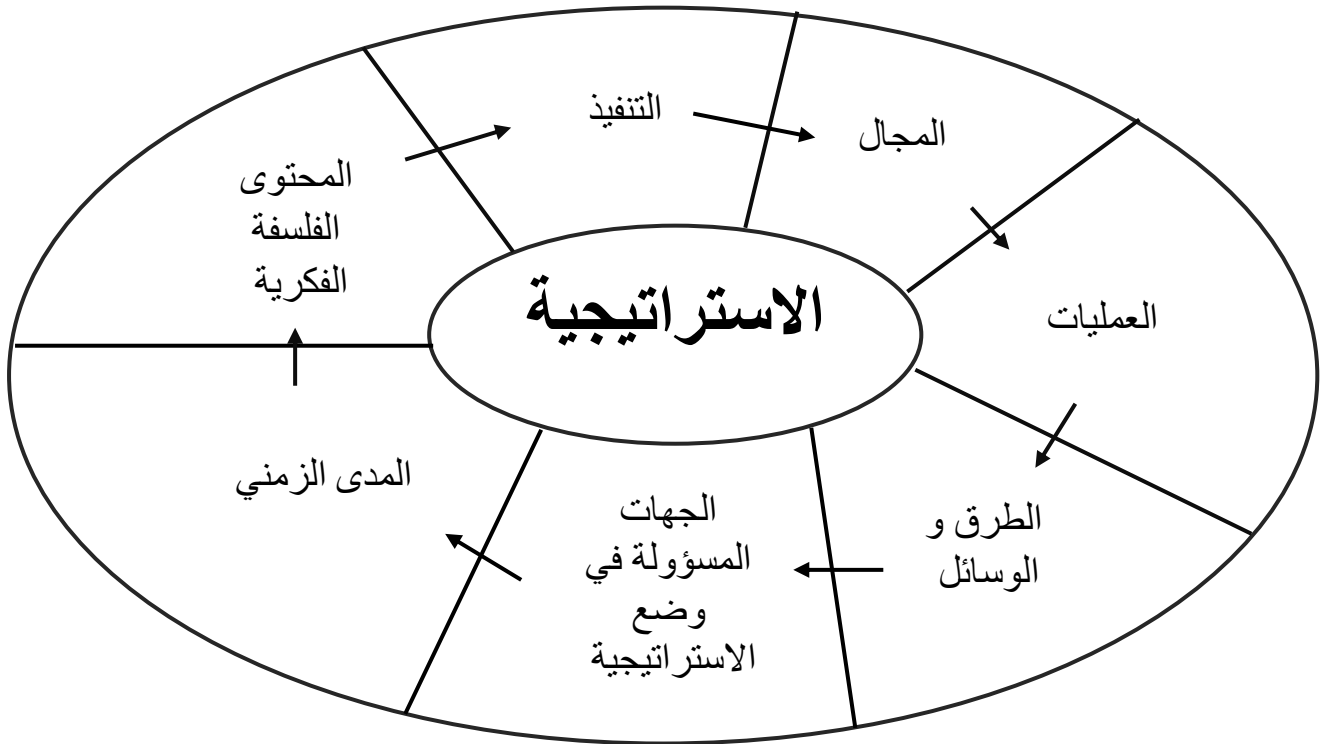 التنفيذ
المجال
المحتوى
الفلسفة
الفكرية
الاستراتيجية
العمليات
المدى الزمني
الجهات
المسؤولة في
وضع
الاستراتيجية
الطرق و
الوسائل